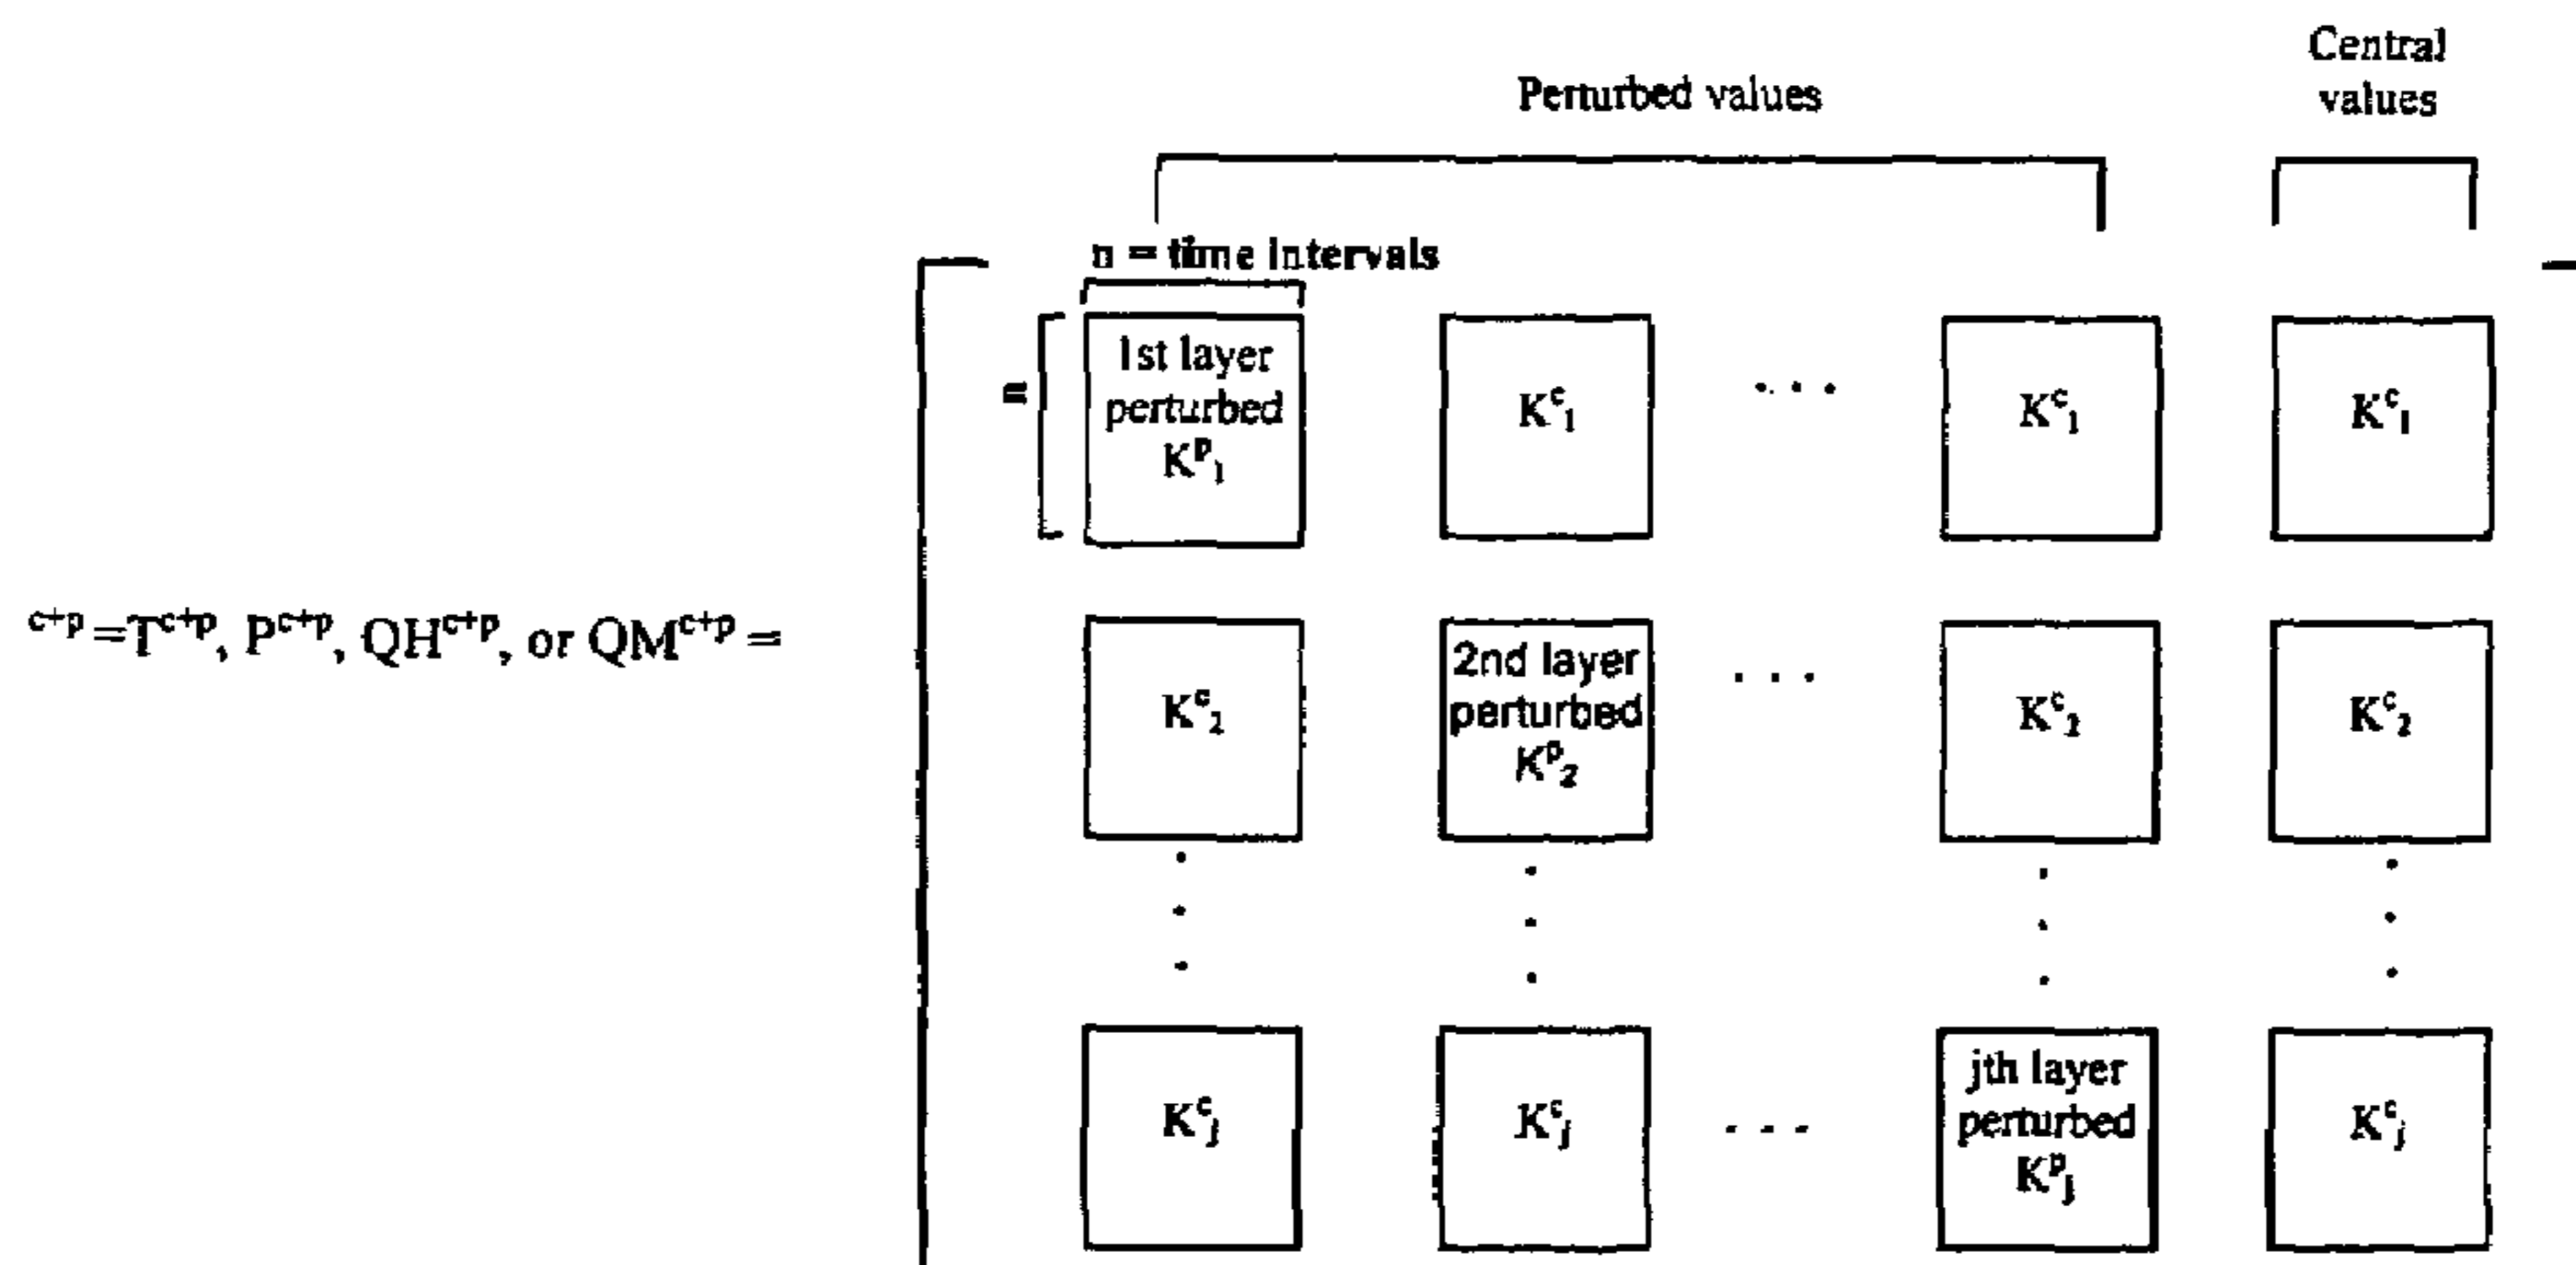 Central
values
Perturbed values
n = time intervals
n
1st layer
perturbed
K^p_1
K^c_1
. . .
K^c_1
K^c_1
^c+p =T^c+p, P^c+p, QH^c+p, or QM^c+p =
K^c_2
2nd layer
perturbed
K^p_2
. . .
K^c_2
K^c_2
K^c_j
K^c_j
. . .
jth layer
perturbed
K^p_j
K^c_j